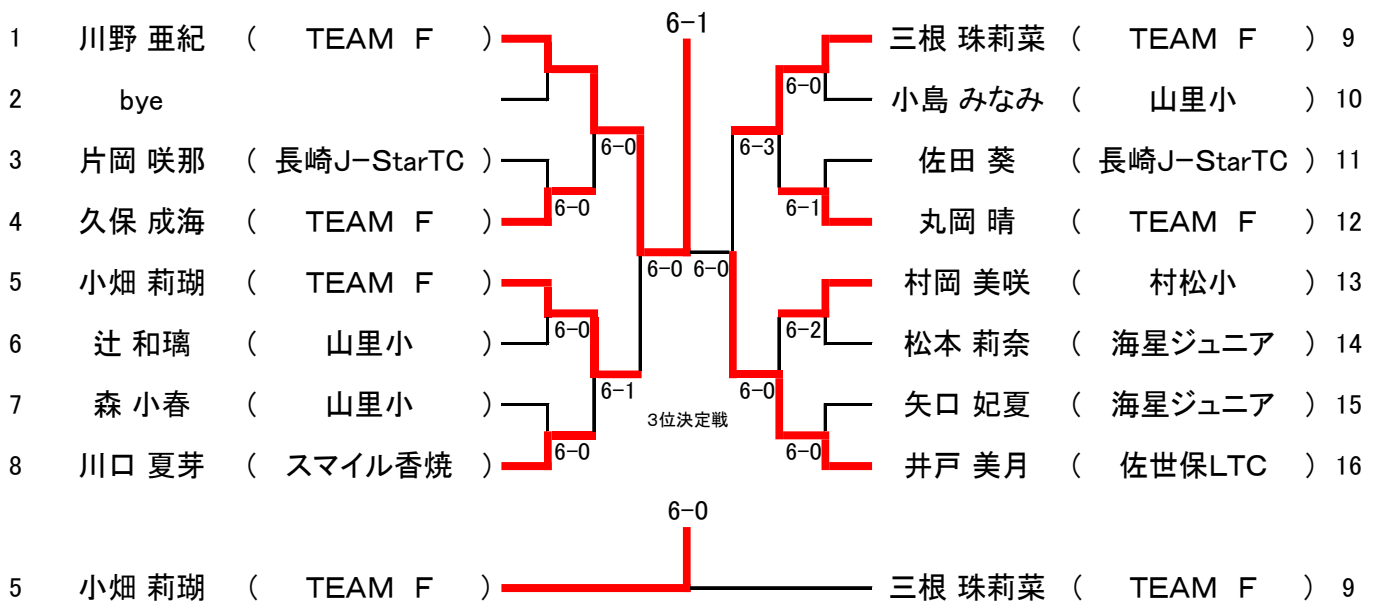 6-1
1 川野 亜紀 ( TEAM F ) 三根 珠莉菜 ( TEAM F ) 9
6-0
2 bye 小島 みなみ ( 山里小 ) 10
6-0 6-3
3 片岡 咲那 ( 長崎J-StarTC ) 佐田 葵 ( 長崎J-StarTC ) 11
6-0 6-1
4 久保 成海 ( TEAM F ) 丸岡 晴 ( TEAM F ) 12
6-0 6-0
5 小畑 莉瑚 ( TEAM F ) 村岡 美咲 ( 村松小 ) 13
6-0 6-2
6 辻 和璃 ( 山里小 ) 松本 莉奈 ( 海星ジュニア ) 14
6-1 6-0
7 森 小春 ( 山里小 ) 矢口 妃夏 ( 海星ジュニア ) 15
3位決定戦
6-0 6-0
8 川口 夏芽 ( スマイル香焼 ) 井戸 美月 ( 佐世保LTC ) 16
6-0
5 小畑 莉瑚 ( TEAM F ) 三根 珠莉菜 ( TEAM F ) 9